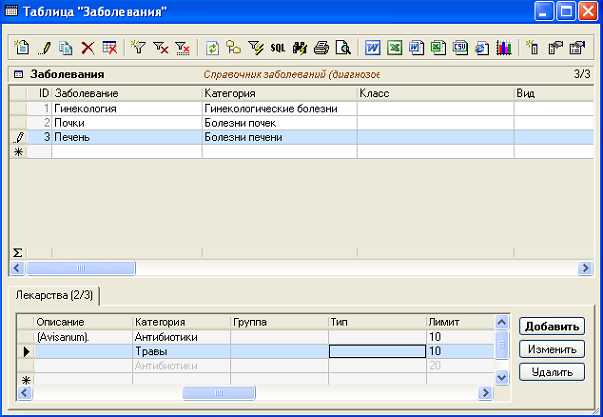 Таблица "Заболевания"
SQL
Заболевания Справочник заболеваний (диагнозов 3/3
ID Заболевание Категория Класс Вид
1 Гинекология Гинекологические болезни
2 Почки Болезни почек
3 Печень Болезни печени
Σ
Лекарства (2/3)
Описание Категория Группа Тип Лимит
(Avisanum). Антибиотики 10
Травы 10
Антибиотики 20
Добавить
Изменить
Удалить